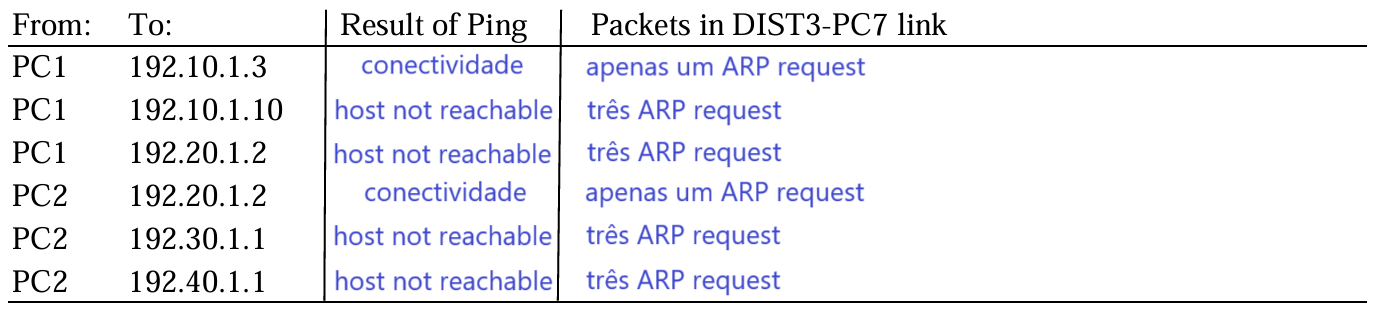 From: To: Result of Ping Packets in DIST3-PC7 link
PC1 192.10.1.3 conectividade apenas um ARP request
PC1 192.10.1.10 host not reachable três ARP request
PC1 192.20.1.2 host not reachable três ARP request
PC2 192.20.1.2 conectividade apenas um ARP request
PC2 192.30.1.1 host not reachable três ARP request
PC2 192.40.1.1 host not reachable três ARP request